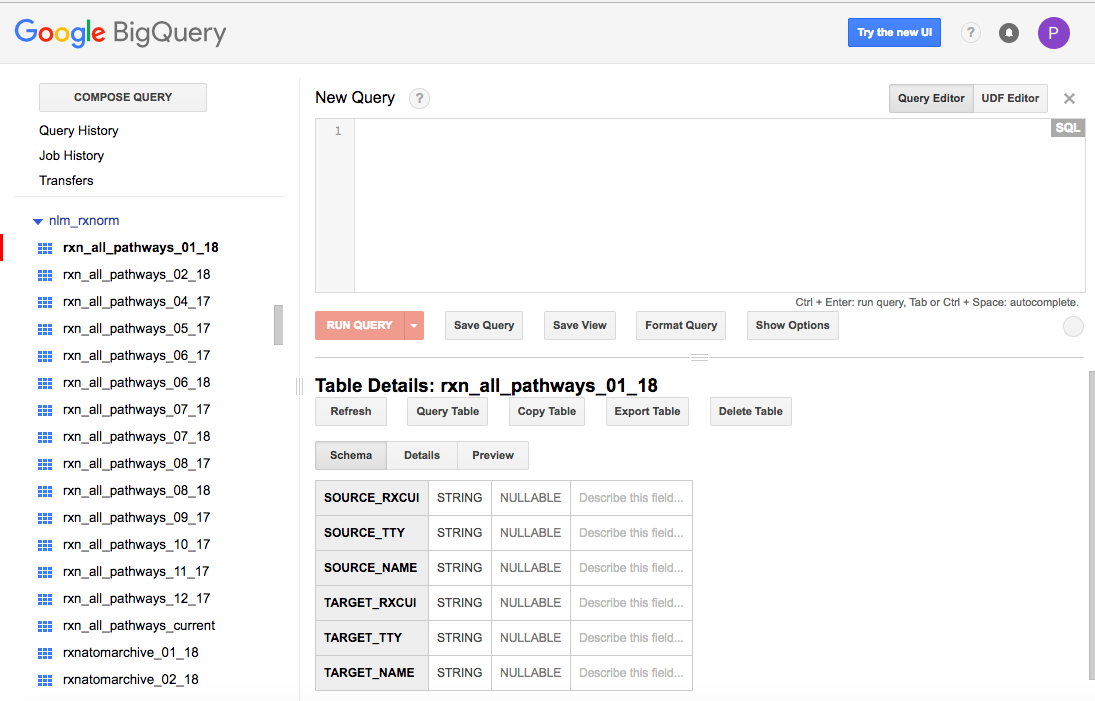 Google BigQuery
Try the new UI
?
P
COMPOSE QUERY
Query History
Job History
Transfers
nlm_rxnorm
rxn_all_pathways_01_18
rxn_all_pathways_02_18
rxn_all_pathways_04_17
rxn_all_pathways_05_17
rxn_all_pathways_06_17
rxn_all_pathways_06_18
rxn_all_pathways_07_17
rxn_all_pathways_07_18
rxn_all_pathways_08_17
rxn_all_pathways_08_18
rxn_all_pathways_09_17
rxn_all_pathways_10_17
rxn_all_pathways_11_17
rxn_all_pathways_12_17
rxn_all_pathways_current
rxnatomarchive_01_18
rxnatomarchive_02_18
New Query ?
Query Editor UDF Editor
1
SQL
Ctrl + Enter: run query, Tab or Ctrl + Space: autocomplete.
RUN QUERY Save Query Save View Format Query Show Options
Table Details: rxn_all_pathways_01_18
Refresh Query Table Copy Table Export Table Delete Table
Schema Details Preview
SOURCE_RXCUI STRING NULLABLE Describe this field...
SOURCE_TTY STRING NULLABLE Describe this field...
SOURCE_NAME STRING NULLABLE Describe this field...
TARGET_RXCUI STRING NULLABLE Describe this field...
TARGET_TTY STRING NULLABLE Describe this field...
TARGET_NAME STRING NULLABLE Describe this field...